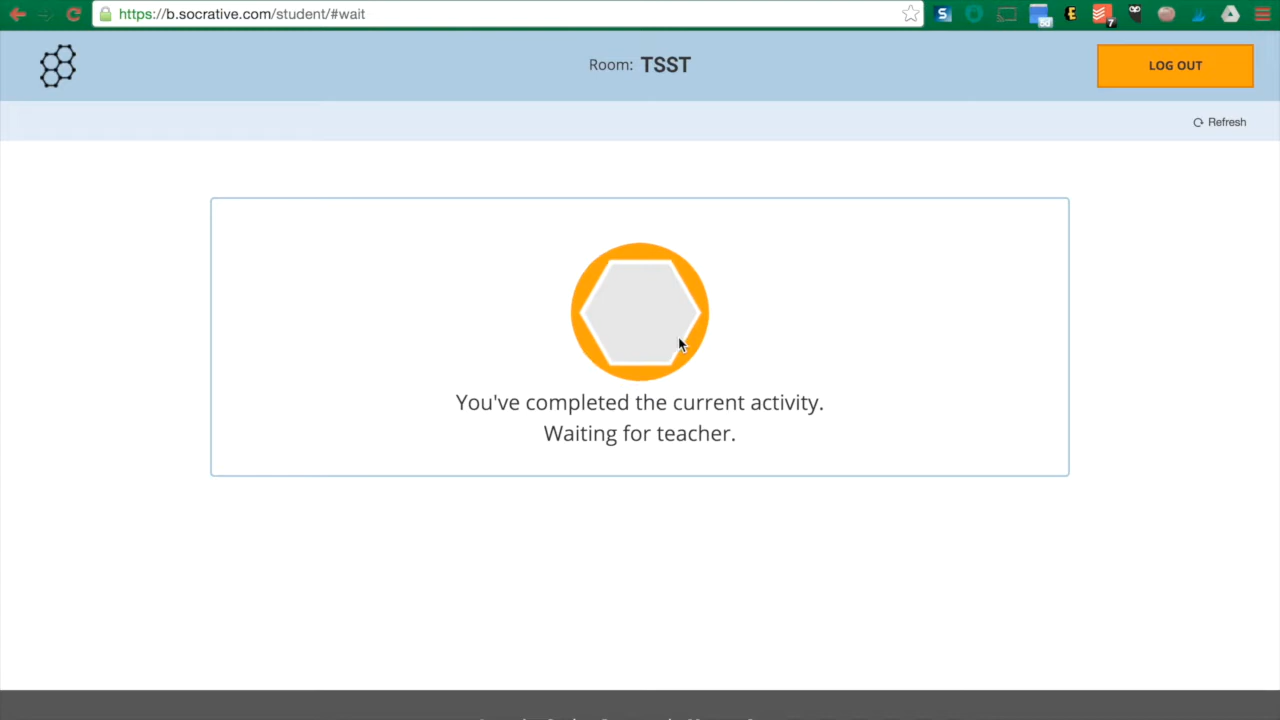 https://b.socrative.com/student/#wait
Room: TSST
LOG OUT
Refresh
You've completed the current activity.
Waiting for teacher.